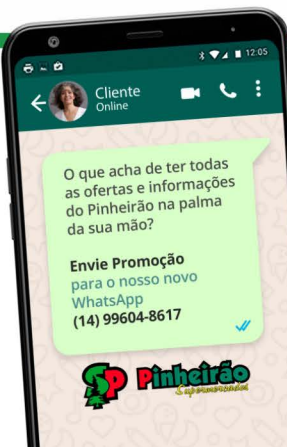 12:05
Cliente
Online
O que acha de ter todas
as ofertas e informações
do Pinheirão na palma
da sua mão?
Envie Promoção
para o nosso novo
WhatsApp
(14) 99604-8617
SP Pinheirão
Supermercados